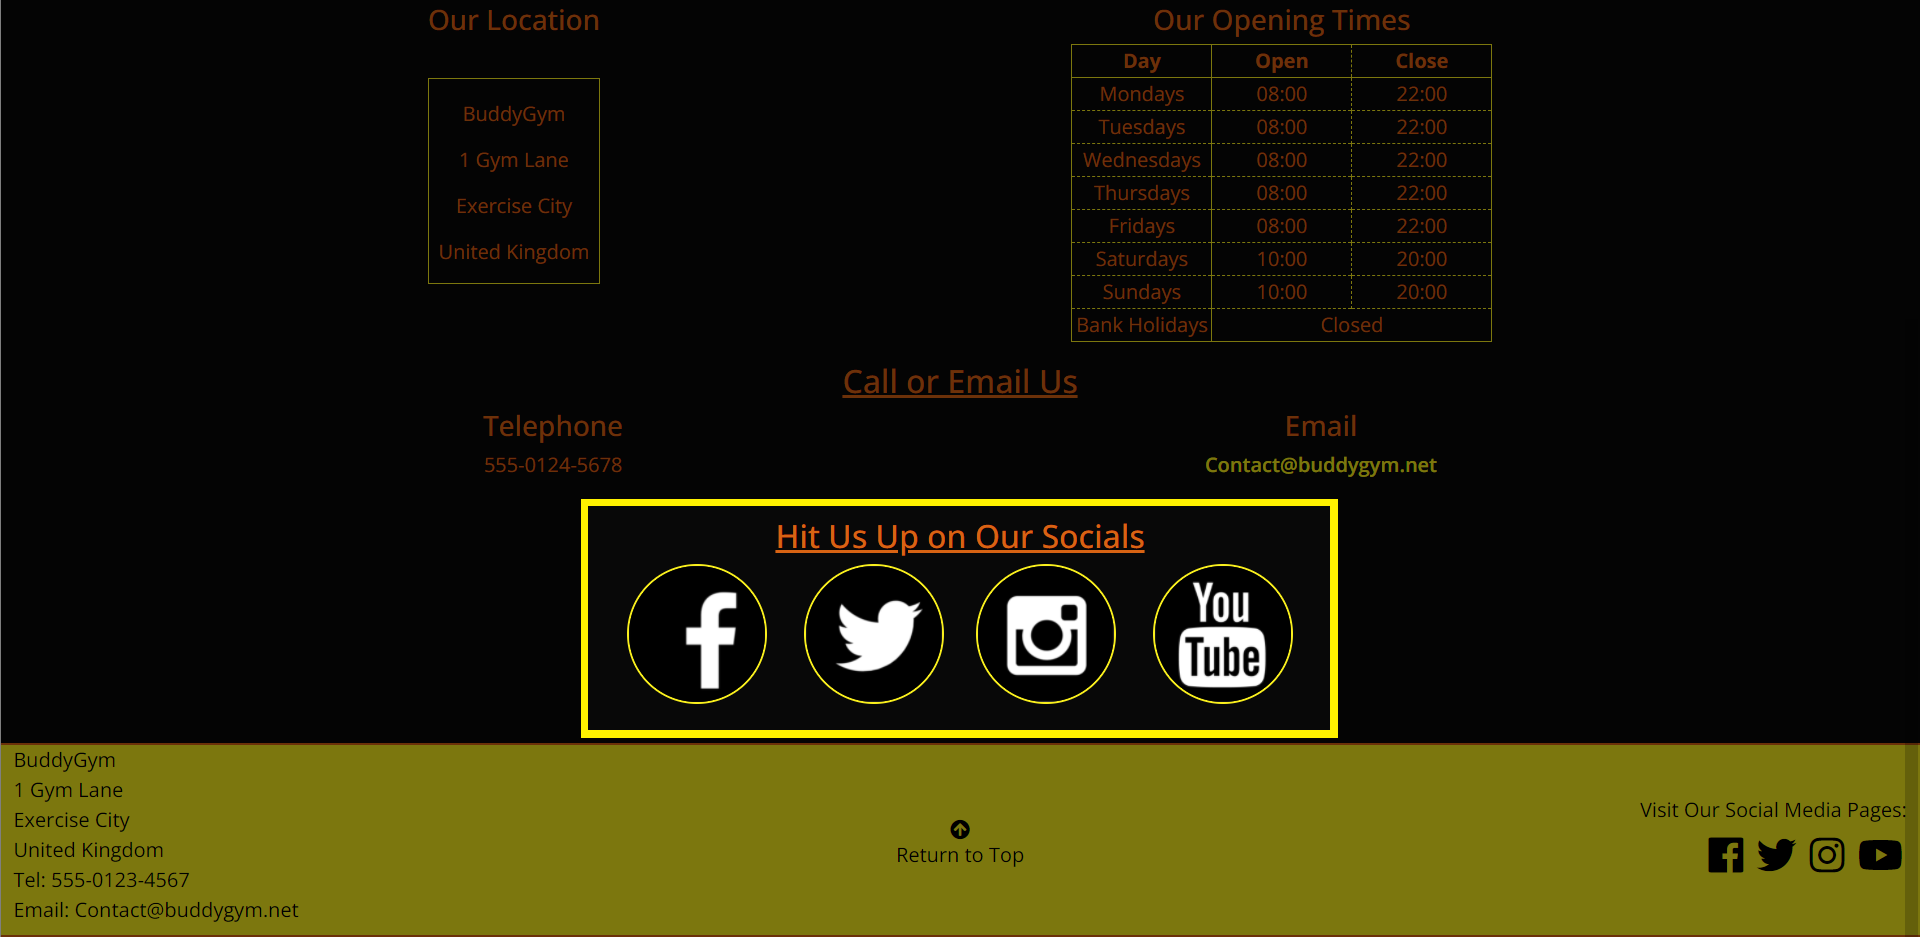 Our Location
BuddyGym
1 Gym Lane
Exercise City
United Kingdom
Our Opening Times
Day Open Close
Mondays 08:00 22:00
Tuesdays 08:00 22:00
Wednesdays 08:00 22:00
Thursdays 08:00 22:00
Fridays 08:00 22:00
Saturdays 10:00 20:00
Sundays 10:00 20:00
Bank Holidays Closed
Call or Email Us
Telephone
555-0124-5678
Email
Contact@buddygym.net
Hit Us Up on Our Socials
You
Tube
BuddyGym
1 Gym Lane
Exercise City
United Kingdom
Tel: 555-0123-4567
Email: Contact@buddygym.net
Return to Top
Visit Our Social Media Pages: